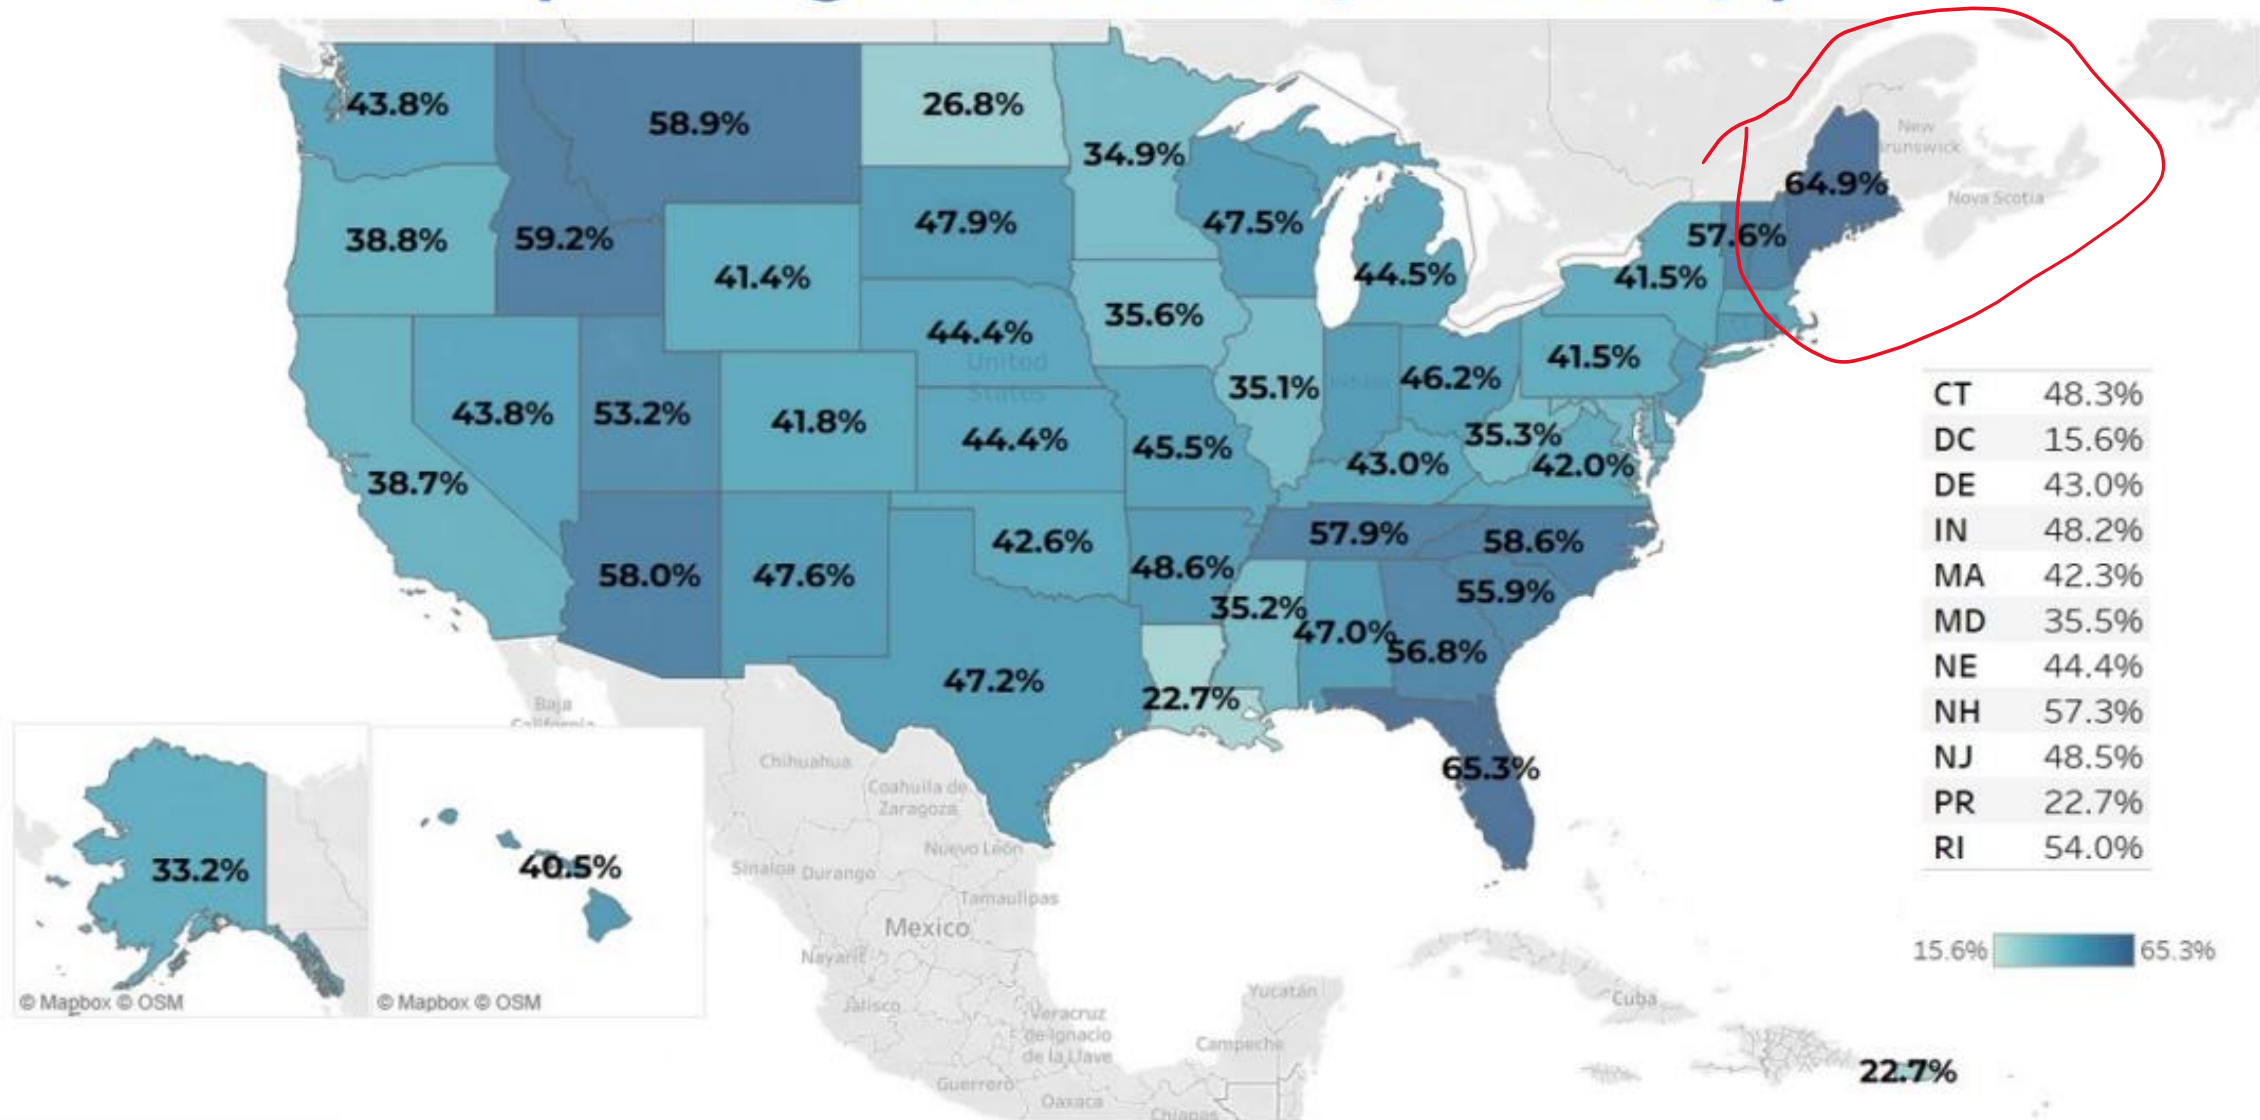 43.8%
58.9%
26.8%
34.9%
New
Brunswick
64.9%
Nova Scotia
38.8%
59.2%
47.9%
47.5%
57.6%
41.4%
44.5%
41.5%
35.6%
44.4%
United
States
41.5%
35.1%
Indiana
46.2%
43.8%
53.2%
41.8%
44.4%
45.5%
35.3%
43.0%
42.0%
38.7%
42.6%
57.9%
58.6%
58.0%
47.6%
48.6%
55.9%
35.2%
47.0%
56.8%
47.2%
22.7%
65.3%
CT 48.3%
DC 15.6%
DE 43.0%
IN 48.2%
MA 42.3%
MD 35.5%
NE 44.4%
NH 57.3%
NJ 48.5%
PR 22.7%
RI 54.0%
15.6% 65.3%
Baja
California
33.2%
© Mapbox © OSM
40.5%
© Mapbox © OSM
Chihuahua
Coahuila de
Zaragoza
Nuevo León
Sinaloa
Durango
Tamaulipas
Mexico
Nayarit
Jalisco
Veracruz
de Ignacio
de la Llave
Yucatán
Campeche
Guerrero
Oaxaca
Chiapas
Cuba
22.7%